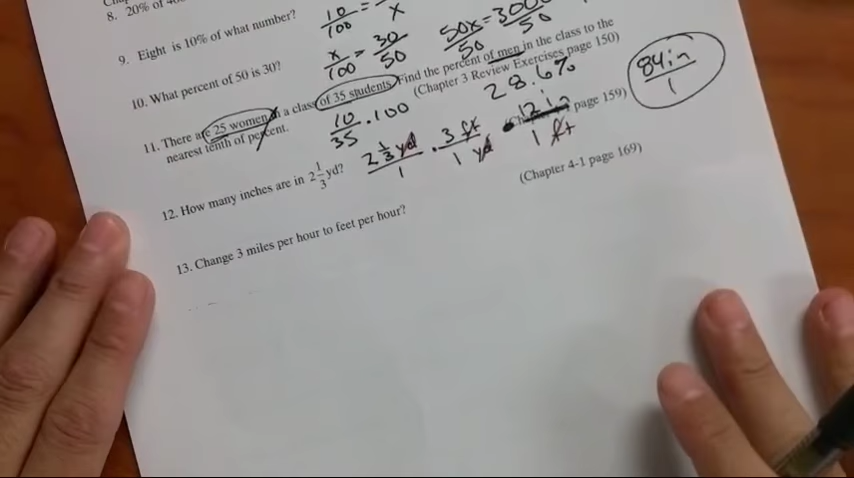 8. 20% of
9. Eight is 10% of what number?
10/100 = /x
10. What percent of 50 is 30?
x/100 = 30/50
50x/50 = 3000/50
11. There are 25 women in a class of 35 students. Find the percent of men in the class to the
nearest tenth of percent.
(Chapter 3 Review Exercises page 150)
10/35 . 100
28.6%
12. How many inches are in 2 1/3 yd?
page 159)
2 1/3 yd/1 . 3 ft/1 yd . 12 in/1 ft
84 in/1
13. Change 3 miles per hour to feet per hour?
(Chapter 4-1 page 169)